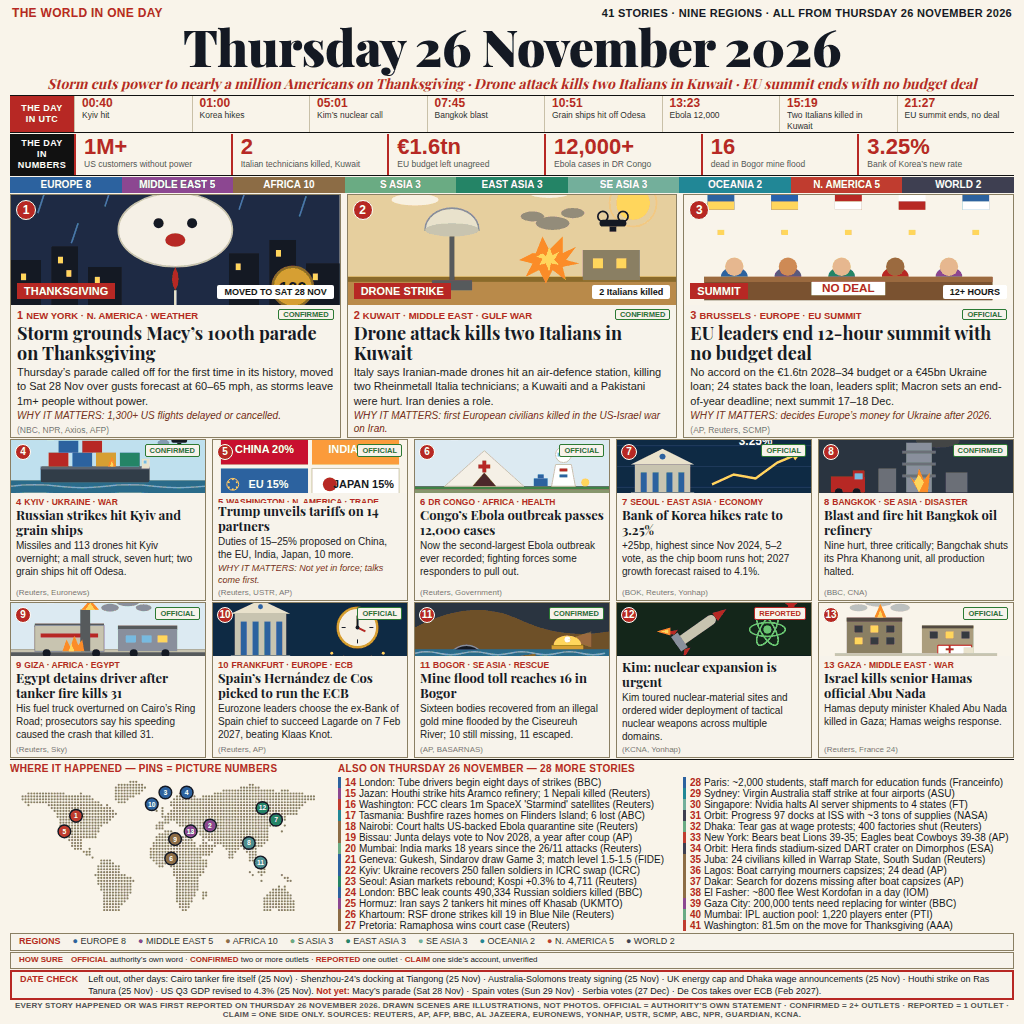 THE WORLD IN ONE DAY
41 STORIES · NINE REGIONS · ALL FROM THURSDAY 26 NOVEMBER 2026
Thursday 26 November 2026
Storm cuts power to nearly a million Americans on Thanksgiving · Drone attack kills two Italians in Kuwait · EU summit ends with no budget deal
THE DAY IN UTC
00:40 Kyiv hit
01:00 Korea hikes
05:01 Kim's nuclear call
07:45 Bangkok blast
10:51 Grain ships hit off Odesa
13:23 Ebola 12,000
15:19 Two Italians killed in Kuwait
21:27 EU summit ends, no deal
THE DAY IN NUMBERS
1M+ US customers without power
2 Italian technicians killed, Kuwait
€1.6tn EU budget left unagreed
12,000+ Ebola cases in DR Congo
16 dead in Bogor mine flood
3.25% Bank of Korea's new rate
EUROPE 8 MIDDLE EAST 5 AFRICA 10 S ASIA 3 EAST ASIA 3 SE ASIA 3 OCEANIA 2 N. AMERICA 5 WORLD 2
1
THANKSGIVING
MOVED TO SAT 28 NOV
1 NEW YORK · N. AMERICA · WEATHER
CONFIRMED
Storm grounds Macy's 100th parade
on Thanksgiving
Thursday's parade called off for the first time in its history, moved
to Sat 28 Nov over gusts forecast at 60–65 mph, as storms leave
1m+ people without power.
WHY IT MATTERS: 1,300+ US flights delayed or cancelled.
(NBC, NPR, Axios, AFP)
2
DRONE STRIKE
2 Italians killed
2 KUWAIT · MIDDLE EAST · GULF WAR
CONFIRMED
Drone attack kills two Italians in
Kuwait
Italy says Iranian-made drones hit an air-defence station, killing
two Rheinmetall Italia technicians; a Kuwaiti and a Pakistani
were hurt. Iran denies a role.
WHY IT MATTERS: first European civilians killed in the US-Israel war
on Iran.
3
NO DEAL
SUMMIT
12+ HOURS
3 BRUSSELS · EUROPE · EU SUMMIT
OFFICIAL
EU leaders end 12-hour summit with
no budget deal
No accord on the €1.6tn 2028–34 budget or a €45bn Ukraine
loan; 24 states back the loan, leaders split; Macron sets an end-
of-year deadline; next summit 17–18 Dec.
WHY IT MATTERS: decides Europe's money for Ukraine after 2026.
(AP, Reuters, SCMP)
4
CONFIRMED
4 KYIV · UKRAINE · WAR
Russian strikes hit Kyiv and
grain ships
Missiles and 113 drones hit Kyiv
overnight; a mall struck, seven hurt; two
grain ships hit off Odesa.
(Reuters, Euronews)
5
CHINA 20%
INDIA
OFFICIAL
EU 15%
JAPAN 15%
5 WASHINGTON · N. AMERICA · TRADE
Trump unveils tariffs on 14
partners
Duties of 15–25% proposed on China,
the EU, India, Japan, 10 more.
WHY IT MATTERS: Not yet in force; talks
come first.
(Reuters, USTR, AP)
6
OFFICIAL
6 DR CONGO · AFRICA · HEALTH
Congo's Ebola outbreak passes
12,000 cases
Now the second-largest Ebola outbreak
ever recorded; fighting forces some
responders to pull out.
(Reuters, Government)
7
3.25%
OFFICIAL
7 SEOUL · EAST ASIA · ECONOMY
Bank of Korea hikes rate to
3.25%
+25bp, highest since Nov 2024, 5–2
vote, as the chip boom runs hot; 2027
growth forecast raised to 4.1%.
(BOK, Reuters, Yonhap)
8
CONFIRMED
8 BANGKOK · SE ASIA · DISASTER
Blast and fire hit Bangkok oil
refinery
Nine hurt, three critically; Bangchak shuts
its Phra Khanong unit, all production
halted.
(BBC, CNA)
9
OFFICIAL
9 GIZA · AFRICA · EGYPT
Egypt detains driver after
tanker fire kills 31
His fuel truck overturned on Cairo's Ring
Road; prosecutors say his speeding
caused the crash that killed 31.
(Reuters, Sky)
10
OFFICIAL
10 FRANKFURT · EUROPE · ECB
Spain's Hernández de Cos
picked to run the ECB
Eurozone leaders choose the ex-Bank of
Spain chief to succeed Lagarde on 7 Feb
2027, beating Klaas Knot.
(Reuters, AP)
11
CONFIRMED
11 BOGOR · SE ASIA · RESCUE
Mine flood toll reaches 16 in
Bogor
Sixteen bodies recovered from an illegal
gold mine flooded by the Ciseureuh
River; 10 still missing, 11 escaped.
(AP, BASARNAS)
12
REPORTED
Kim: nuclear expansion is
urgent
Kim toured nuclear-material sites and
ordered wider deployment of tactical
nuclear weapons across multiple
domains.
(KCNA, Yonhap)
13
OFFICIAL
13 GAZA · MIDDLE EAST · WAR
Israel kills senior Hamas
official Abu Nada
Hamas deputy minister Khaled Abu Nada
killed in Gaza; Hamas weighs response.
(Reuters, France 24)
WHERE IT HAPPENED — PINS = PICTURE NUMBERS
3 4 10 1 5 2 13 9 6 12 7 8 11
ALSO ON THURSDAY 26 NOVEMBER — 28 MORE STORIES
14 London: Tube drivers begin eight days of strikes (BBC)
15 Jazan: Houthi strike hits Aramco refinery; 1 Nepali killed (Reuters)
16 Washington: FCC clears 1m SpaceX 'Starmind' satellites (Reuters)
17 Tasmania: Bushfire razes homes on Flinders Island; 6 lost (ABC)
18 Nairobi: Court halts US-backed Ebola quarantine site (Reuters)
19 Bissau: Junta delays vote to Nov 2028, a year after coup (AP)
20 Mumbai: India marks 18 years since the 26/11 attacks (Reuters)
21 Geneva: Gukesh, Sindarov draw Game 3; match level 1.5-1.5 (FIDE)
22 Kyiv: Ukraine recovers 250 fallen soldiers in ICRC swap (ICRC)
23 Seoul: Asian markets rebound; Kospi +0.3% to 4,711 (Reuters)
24 London: BBC leak counts 490,334 Russian soldiers killed (BBC)
25 Hormuz: Iran says 2 tankers hit mines off Khasab (UKMTO)
26 Khartoum: RSF drone strikes kill 19 in Blue Nile (Reuters)
27 Pretoria: Ramaphosa wins court case (Reuters)
28 Paris: ~2,000 students, staff march for education funds (Franceinfo)
29 Sydney: Virgin Australia staff strike at four airports (ASU)
30 Singapore: Nvidia halts AI server shipments to 4 states (FT)
31 Orbit: Progress 97 docks at ISS with ~3 tons of supplies (NASA)
32 Dhaka: Tear gas at wage protests; 400 factories shut (Reuters)
33 New York: Bears beat Lions 39-35; Eagles beat Cowboys 39-38 (AP)
34 Orbit: Hera finds stadium-sized DART crater on Dimorphos (ESA)
35 Juba: 24 civilians killed in Warrap State, South Sudan (Reuters)
36 Lagos: Boat carrying mourners capsizes; 24 dead (AP)
37 Dakar: Search for dozens missing after boat capsizes (AP)
38 El Fasher: ~800 flee West Kordofan in a day (IOM)
39 Gaza City: 200,000 tents need replacing by winter (BBC)
40 Mumbai: IPL auction pool: 1,220 players enter (PTI)
41 Washington: 81.5m on the move for Thanksgiving (AAA)
REGIONS ● EUROPE 8 ● MIDDLE EAST 5 ● AFRICA 10 ● S ASIA 3 ● EAST ASIA 3 ● SE ASIA 3 ● OCEANIA 2 ● N. AMERICA 5 ● WORLD 2
HOW SURE OFFICIAL authority's own word · CONFIRMED two or more outlets · REPORTED one outlet · CLAIM one side's account, unverified
DATE CHECK Left out, other days: Cairo tanker fire itself (25 Nov) · Shenzhou-24's docking at Tiangong (25 Nov) · Australia-Solomons treaty signing (25 Nov) · UK energy cap and Dhaka wage announcements (25 Nov) · Houthi strike on Ras
Tanura (25 Nov) · US Q3 GDP revised to 4.3% (25 Nov). Not yet: Macy's parade (Sat 28 Nov) · Spain votes (Sun 29 Nov) · Serbia votes (27 Dec) · De Cos takes over ECB (Feb 2027).
EVERY STORY HAPPENED OR WAS FIRST REPORTED ON THURSDAY 26 NOVEMBER 2026. DRAWN SCENES ARE ILLUSTRATIONS, NOT PHOTOS. OFFICIAL = AUTHORITY'S OWN STATEMENT · CONFIRMED = 2+ OUTLETS · REPORTED = 1 OUTLET ·
CLAIM = ONE SIDE ONLY. SOURCES: REUTERS, AP, AFP, BBC, AL JAZEERA, EURONEWS, YONHAP, USTR, SCMP, ABC, NPR, GUARDIAN, KCNA.